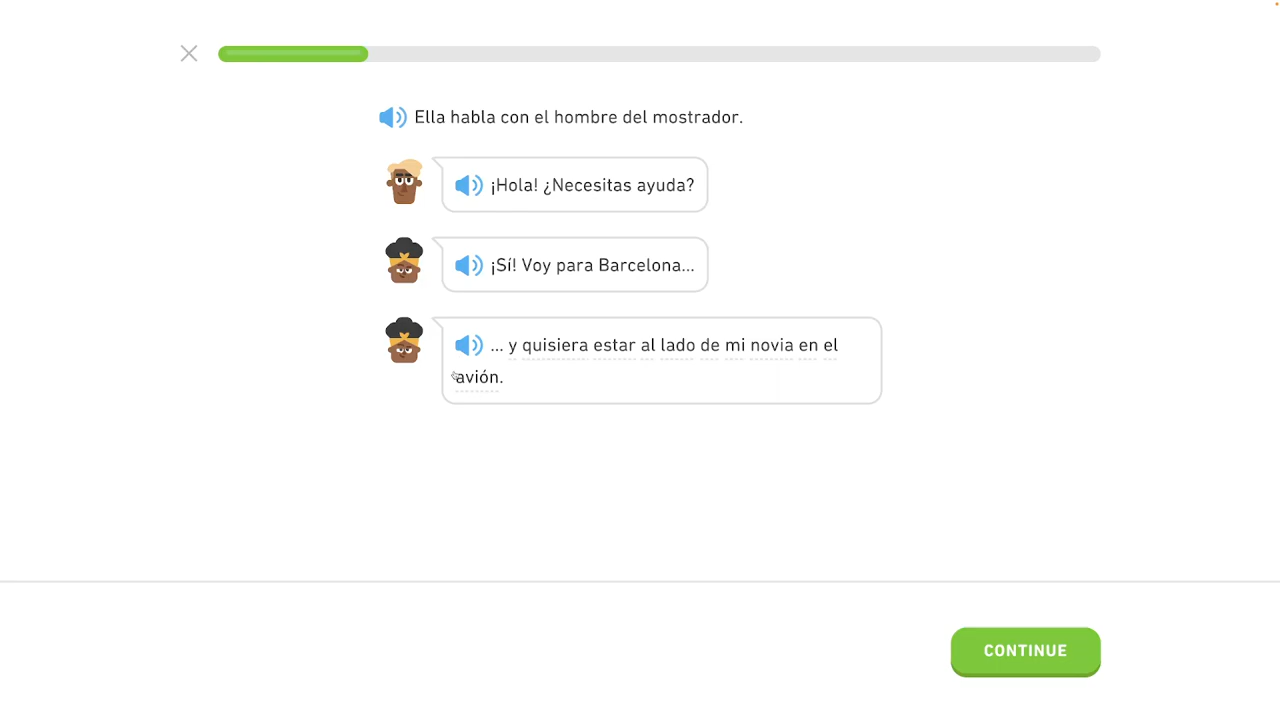 Ella habla con el hombre del mostrador.
¡Hola! ¿Necesitas ayuda?
¡Sí! Voy para Barcelona...
... y quisiera estar al lado de mi novia en el
avión.
CONTINUE